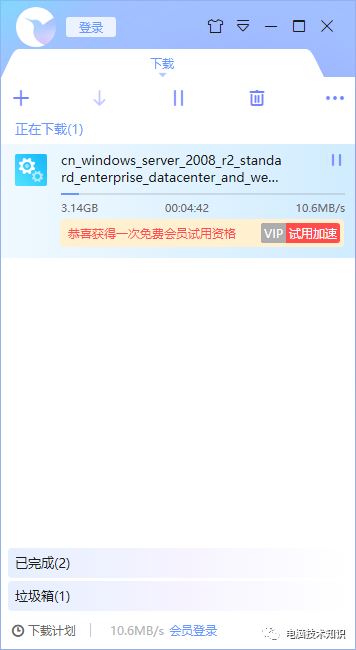 登录
下载
正在下载(1)
cn_windows_server_2008_r2_standa
rd_enterprise_datacenter_and_we...
3.14GB 00:04:42 10.6MB/s
恭喜获得一次免费会员试用资格 VIP 试用加速
已完成(2)
垃圾箱(1)
下载计划 10.6MB/s 会员登录 电脑技术知识